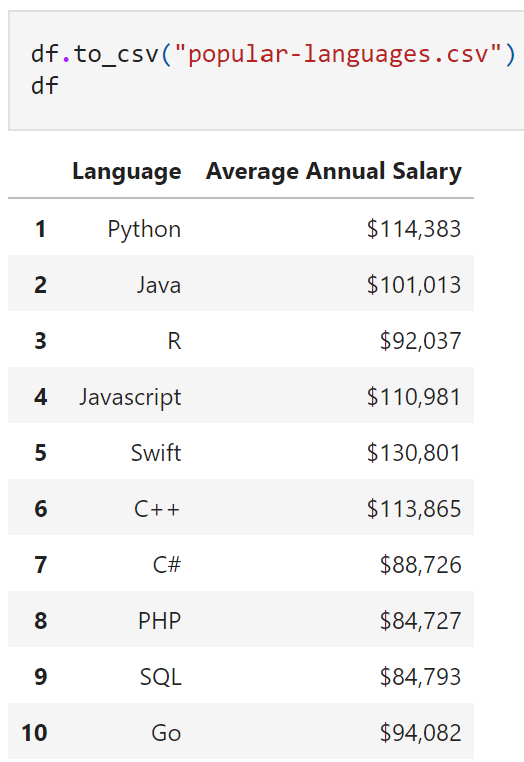 df.to_csv("popular-languages.csv")
df
Language Average Annual Salary
1 Python $114,383
2 Java $101,013
3 R $92,037
4 Javascript $110,981
5 Swift $130,801
6 C++ $113,865
7 C# $88,726
8 PHP $84,727
9 SQL $84,793
10 Go $94,082